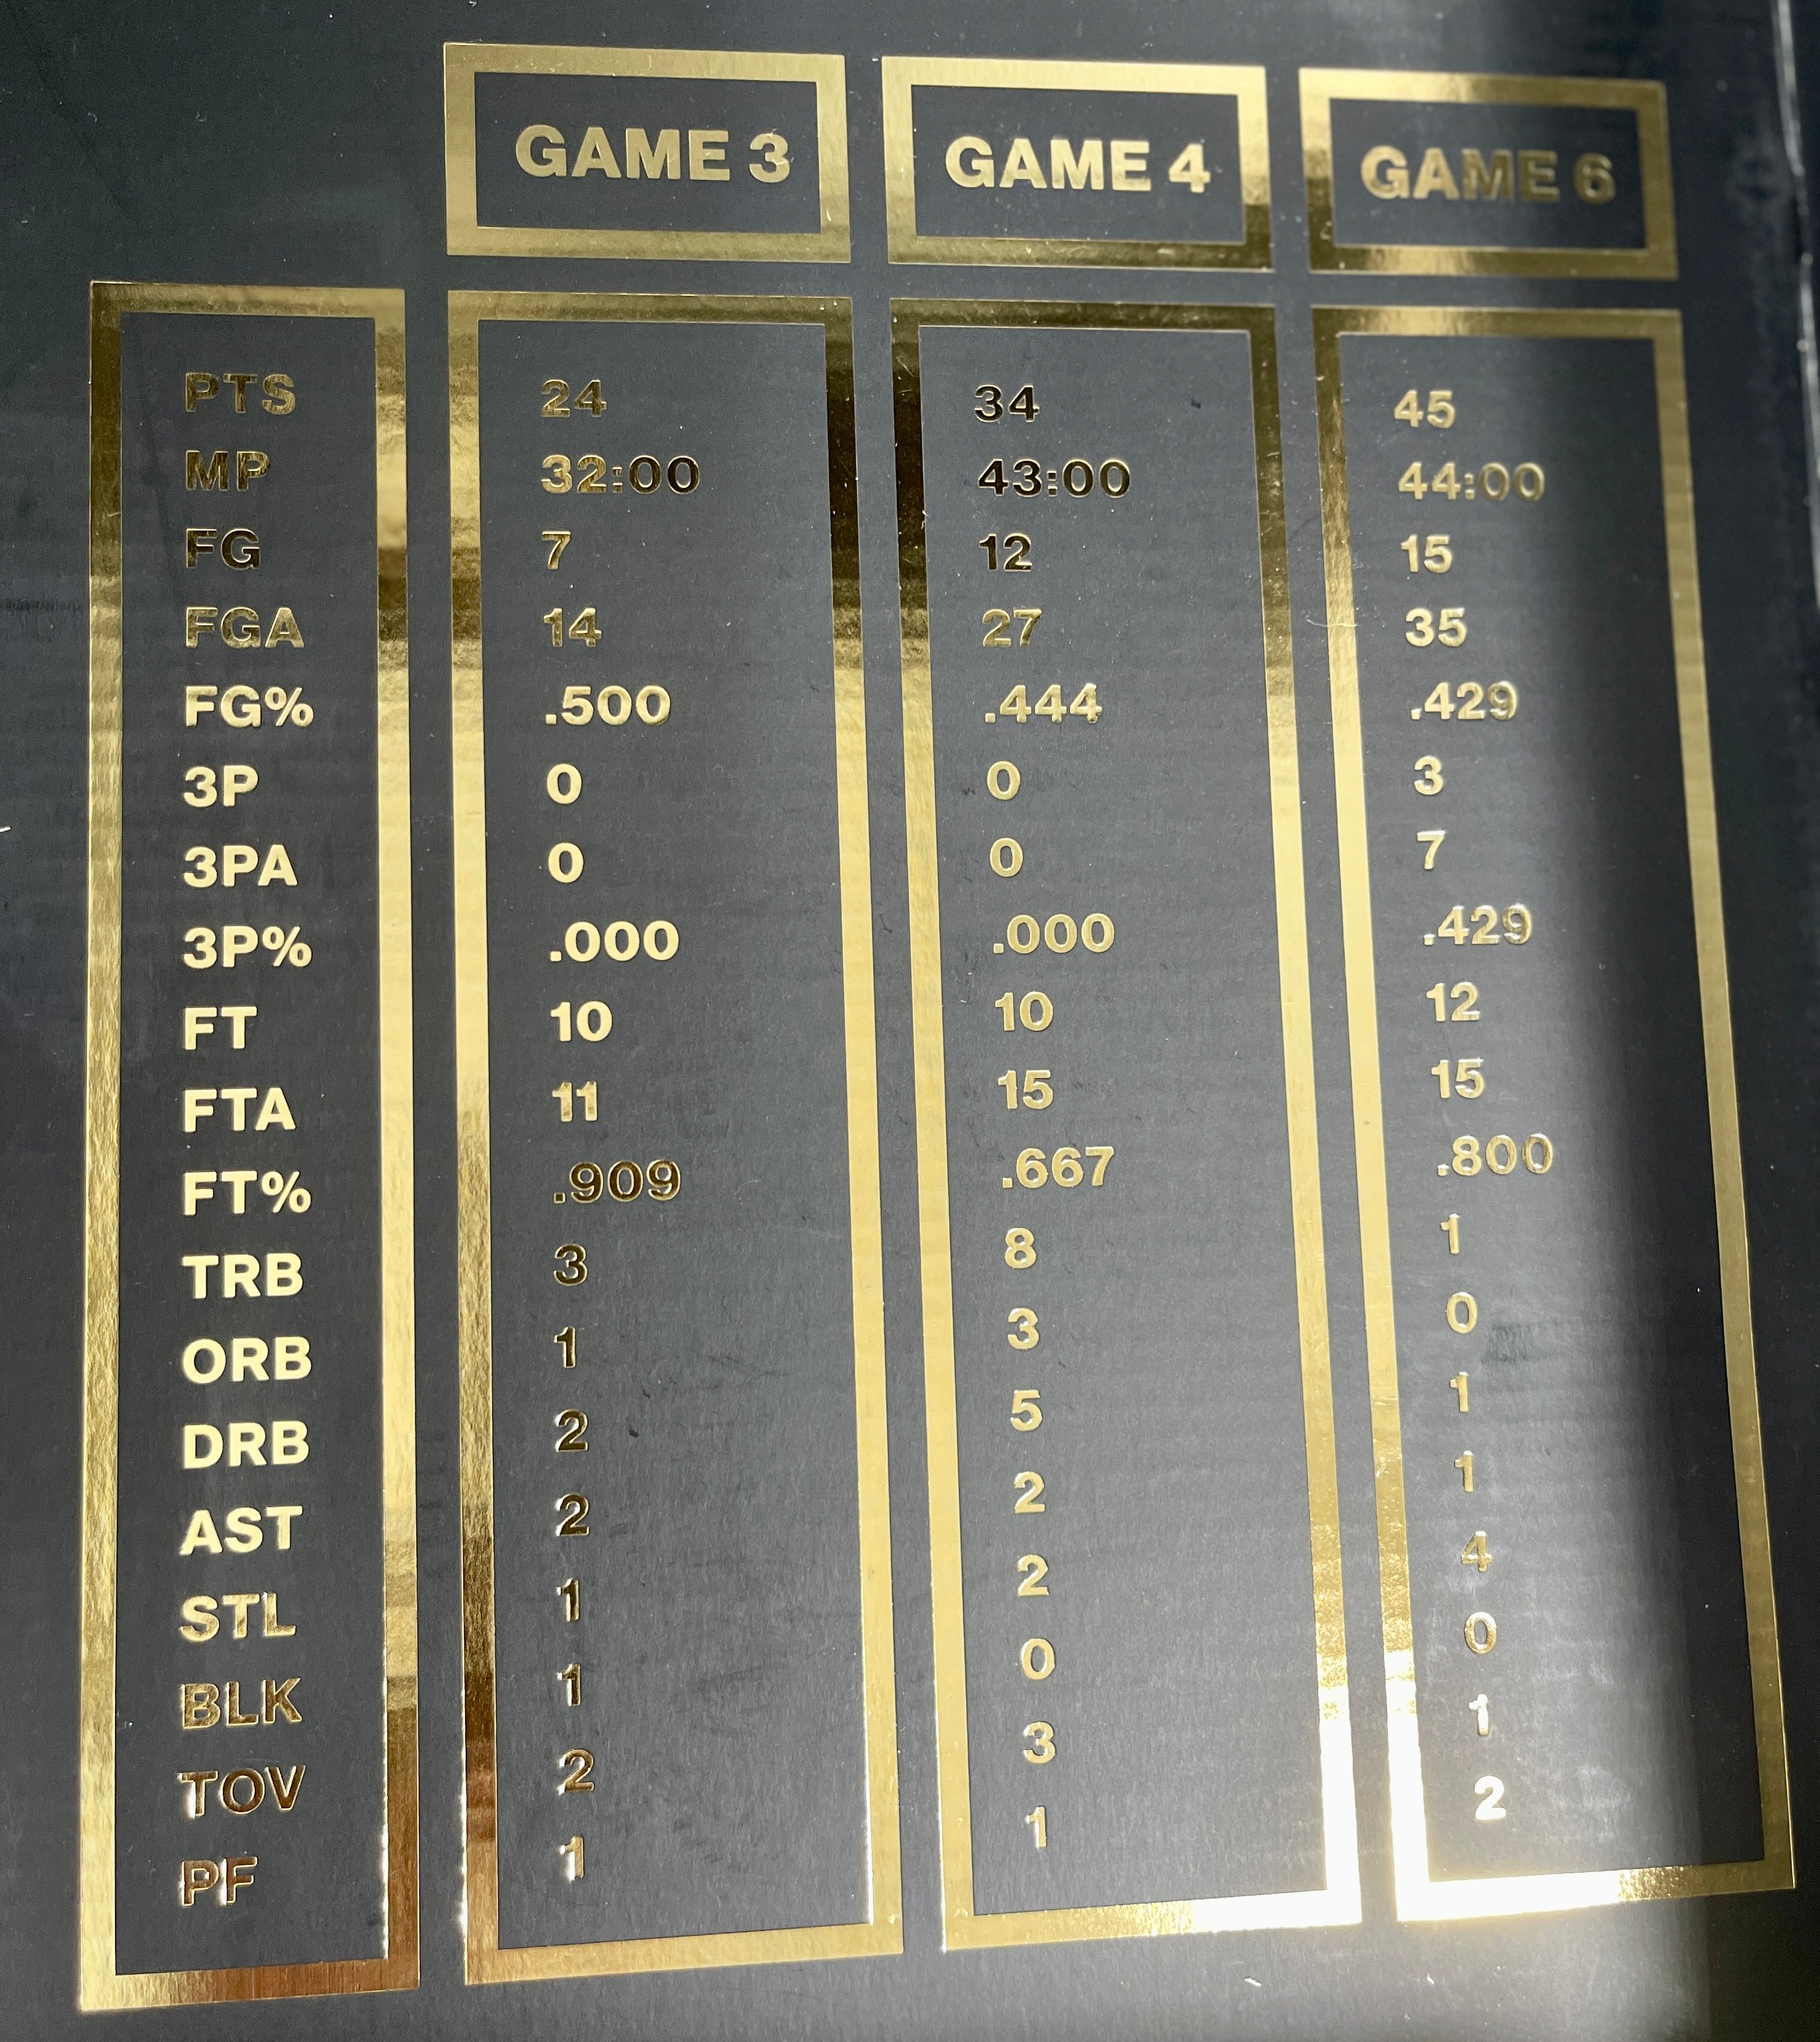 GAME 3 GAME 4 GAME 6
PTS 24 34 45
MP 32:00 43:00 44:00
FG 7 12 15
FGA 14 27 35
FG% .500 .444 .429
3P 0 0 3
3PA 0 0 7
3P% .000 .000 .429
FT 10 10 12
FTA 11 15 15
FT% .909 .667 .800
TRB 3 8 1
ORB 1 3 0
DRB 2 5 1
AST 2 2 1
STL 1 2 4
BLK 1 0 0
TOV 2 3 1
PF 1 1 2